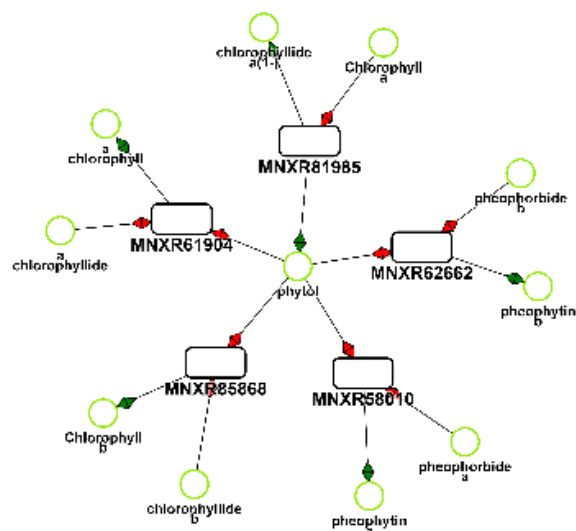 chlorophyllide
a(1-)
Chlorophyll
a
MNXR81985
a
chlorophyll
pheophorbide
b
MNXR61904
a
chlorophyllide
MNXR62662
phytol
pheophytin
b
MNXR85868
MNXR58010
Chlorophyll
b
pheophorbide
a
chlorophyllide
b
pheophytin